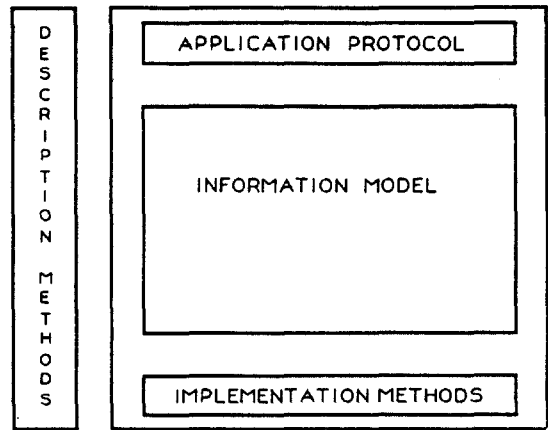 DESCRIPTION METHODS
APPLICATION PROTOCOL
INFORMATION MODEL
IMPLEMENTATION METHODS